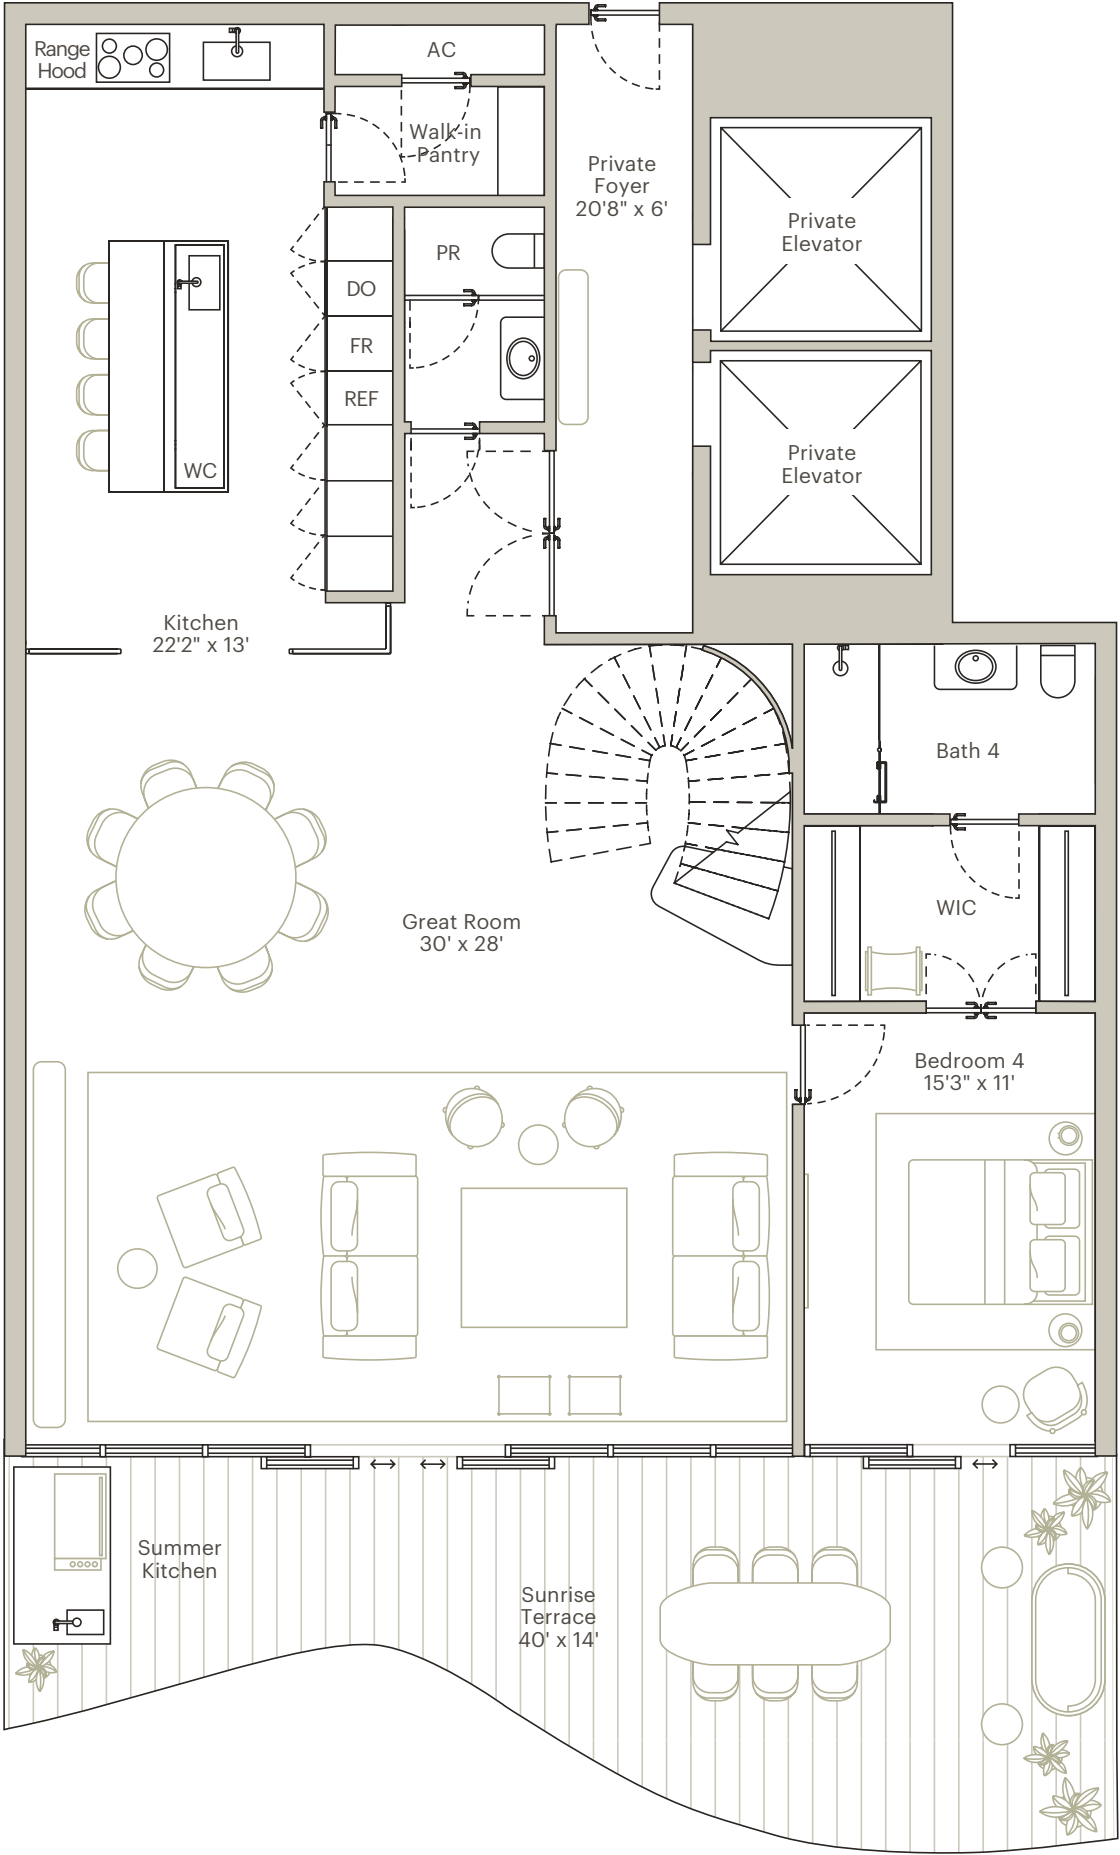 Range
Hood
AC
Walk-in
Pantry
Private
Foyer
20'8" x 6'
Private
Elevator
PR
DO
FR
REF
WC
Private
Elevator
Kitchen
22'2" x 13'
Bath 4
Great Room
30' x 28'
WIC
Bedroom 4
15'3" x 11'
Summer
Kitchen
Sunrise
Terrace
40' x 14'